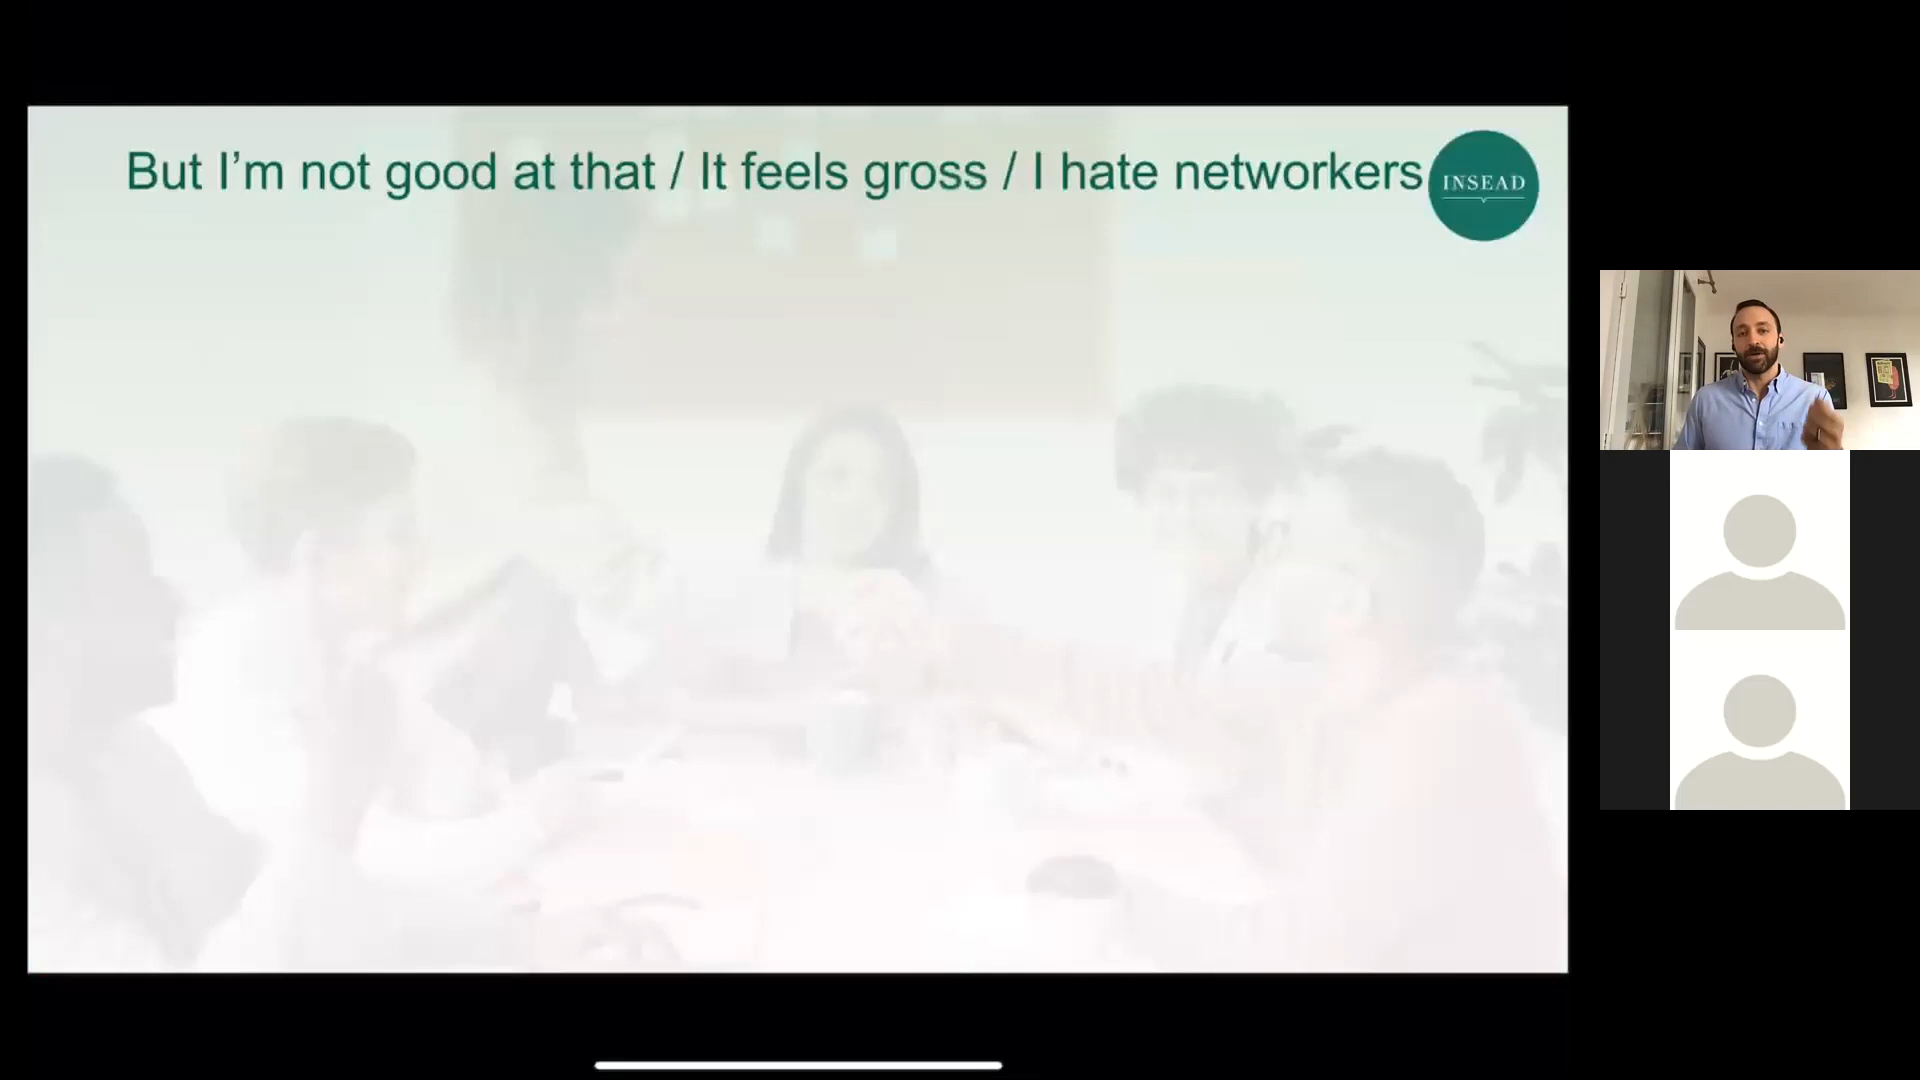 But I’m not good at that / It feels gross / I hate networkers
INSEAD